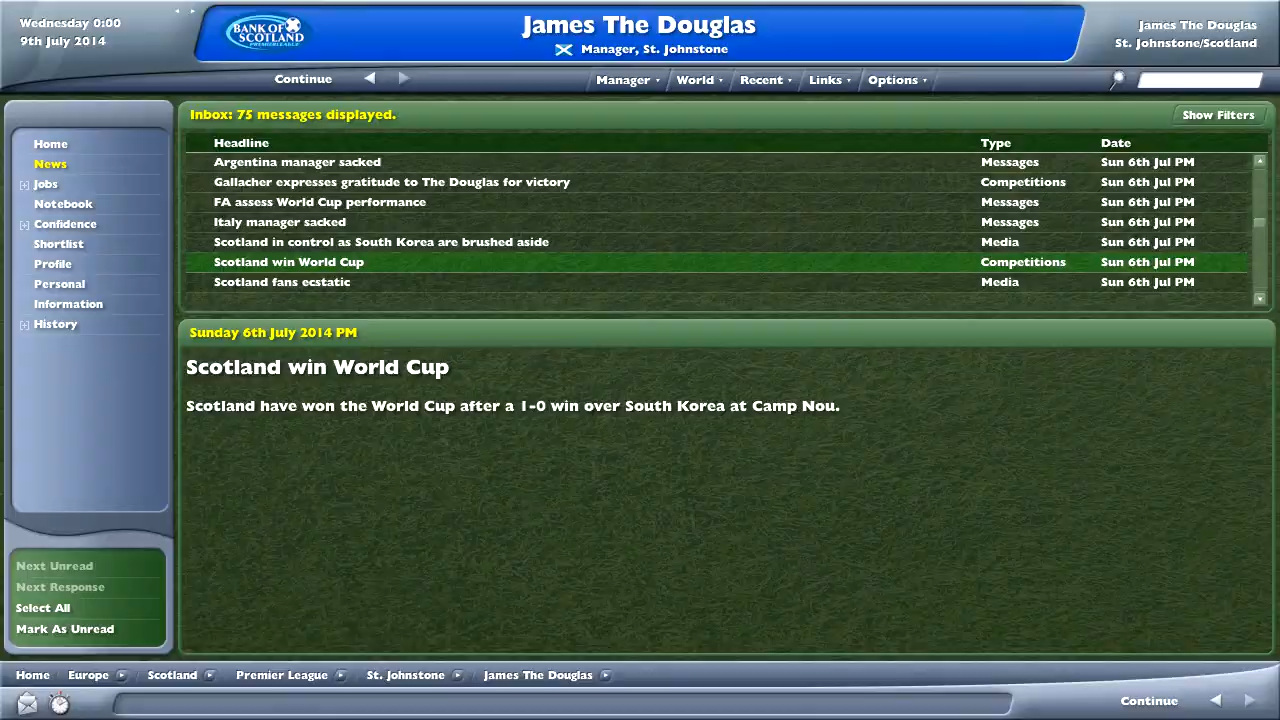 Wednesday 0:00
9th July 2014
BANK OF SCOTLAND
PREMIERLEAGUE
James The Douglas
Manager, St. Johnstone
James The Douglas
St. Johnstone/Scotland
Continue
Manager World Recent Links Options
Home
News
Jobs
Notebook
Confidence
Shortlist
Profile
Personal
Information
History
Next Unread
Next Response
Select All
Mark As Unread
Inbox: 75 messages displayed. Show Filters
Headline Type Date
Argentina manager sacked Messages Sun 6th Jul PM
Gallacher expresses gratitude to The Douglas for victory Competitions Sun 6th Jul PM
FA assess World Cup performance Messages Sun 6th Jul PM
Italy manager sacked Messages Sun 6th Jul PM
Scotland in control as South Korea are brushed aside Media Sun 6th Jul PM
Scotland win World Cup Competitions Sun 6th Jul PM
Scotland fans ecstatic Media Sun 6th Jul PM
Sunday 6th July 2014 PM
Scotland win World Cup
Scotland have won the World Cup after a 1-0 win over South Korea at Camp Nou.
Home Europe Scotland Premier League St. Johnstone James The Douglas
Continue